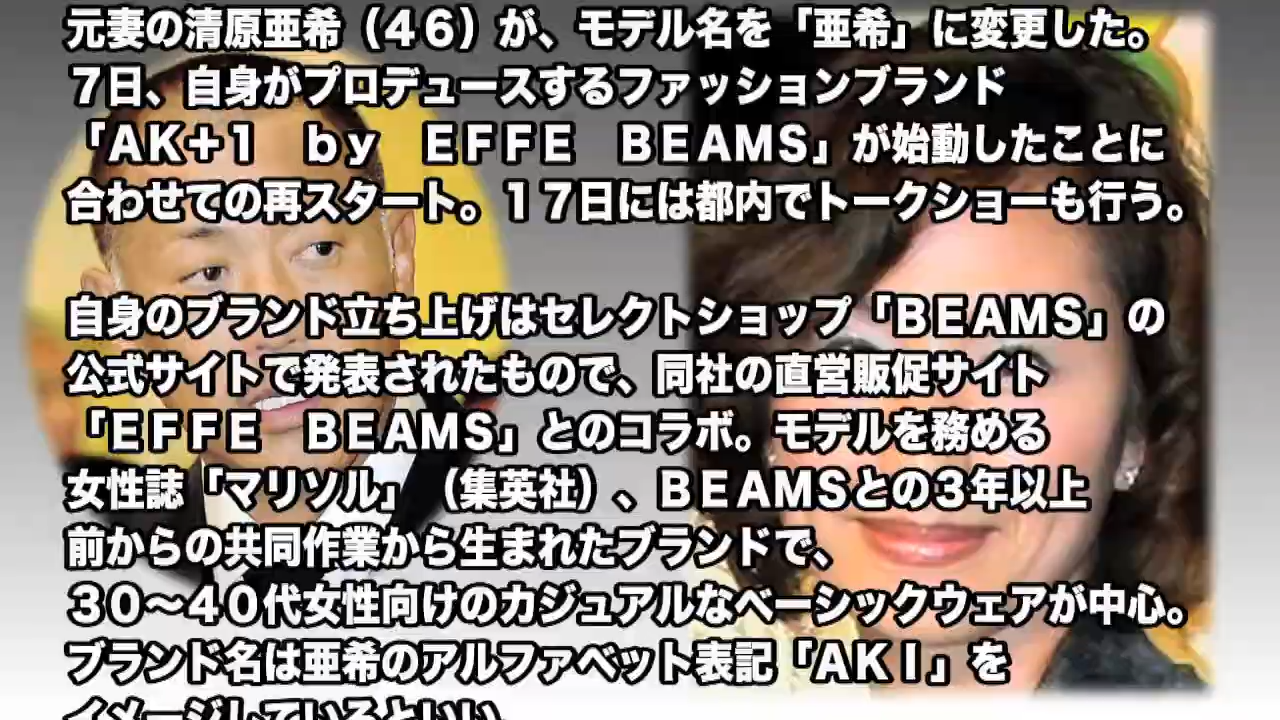 元妻の清原亜希（４６）が、モデル名を「亜希」に変更した。
７日、自身がプロデュースするファッションブランド
「ＡＫ＋１　ｂｙ　ＥＦＦＥ　ＢＥＡＭＳ」が始動したことに
合わせての再スタート。１７日には都内でトークショーも行う。
自身のブランド立ち上げはセレクトショップ「ＢＥＡＭＳ」の
公式サイトで発表されたもので、同社の直営販促サイト
「ＥＦＦＥ　ＢＥＡＭＳ」とのコラボ。モデルを務める
女性誌「マリソル」（集英社）、ＢＥＡＭＳとの３年以上
前からの共同作業から生まれたブランドで、
３０〜４０代女性向けのカジュアルなベーシックウェアが中心。
ブランド名は亜希のアルファベット表記「ＡＫＩ」を
イメージしているといい、